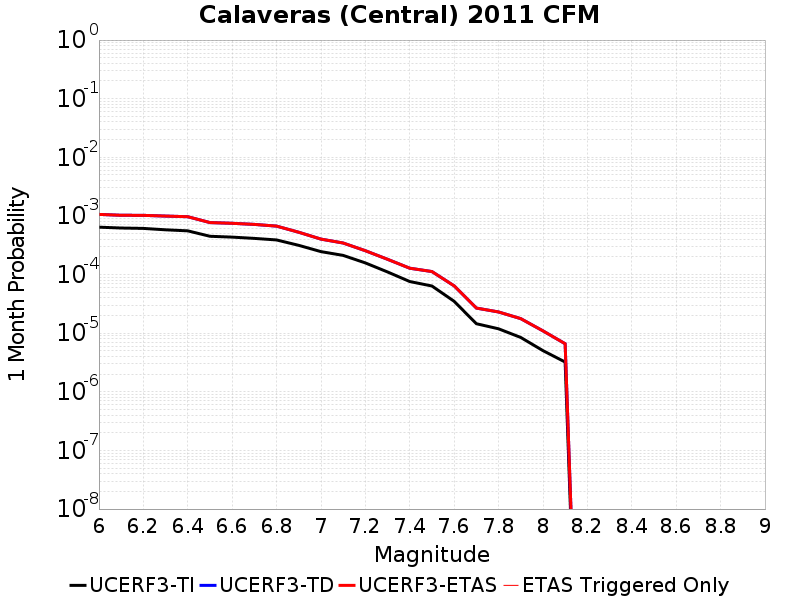 Calaveras (Central) 2011 CFM
1 Month Probability
10^0
10^-1
10^-2
10^-3
10^-4
10^-5
10^-6
10^-7
10^-8
6 6.2 6.4 6.6 6.8 7 7.2 7.4 7.6 7.8 8 8.2 8.4 8.6 8.8 9
Magnitude
UCERF3-TI UCERF3-TD UCERF3-ETAS ETAS Triggered Only